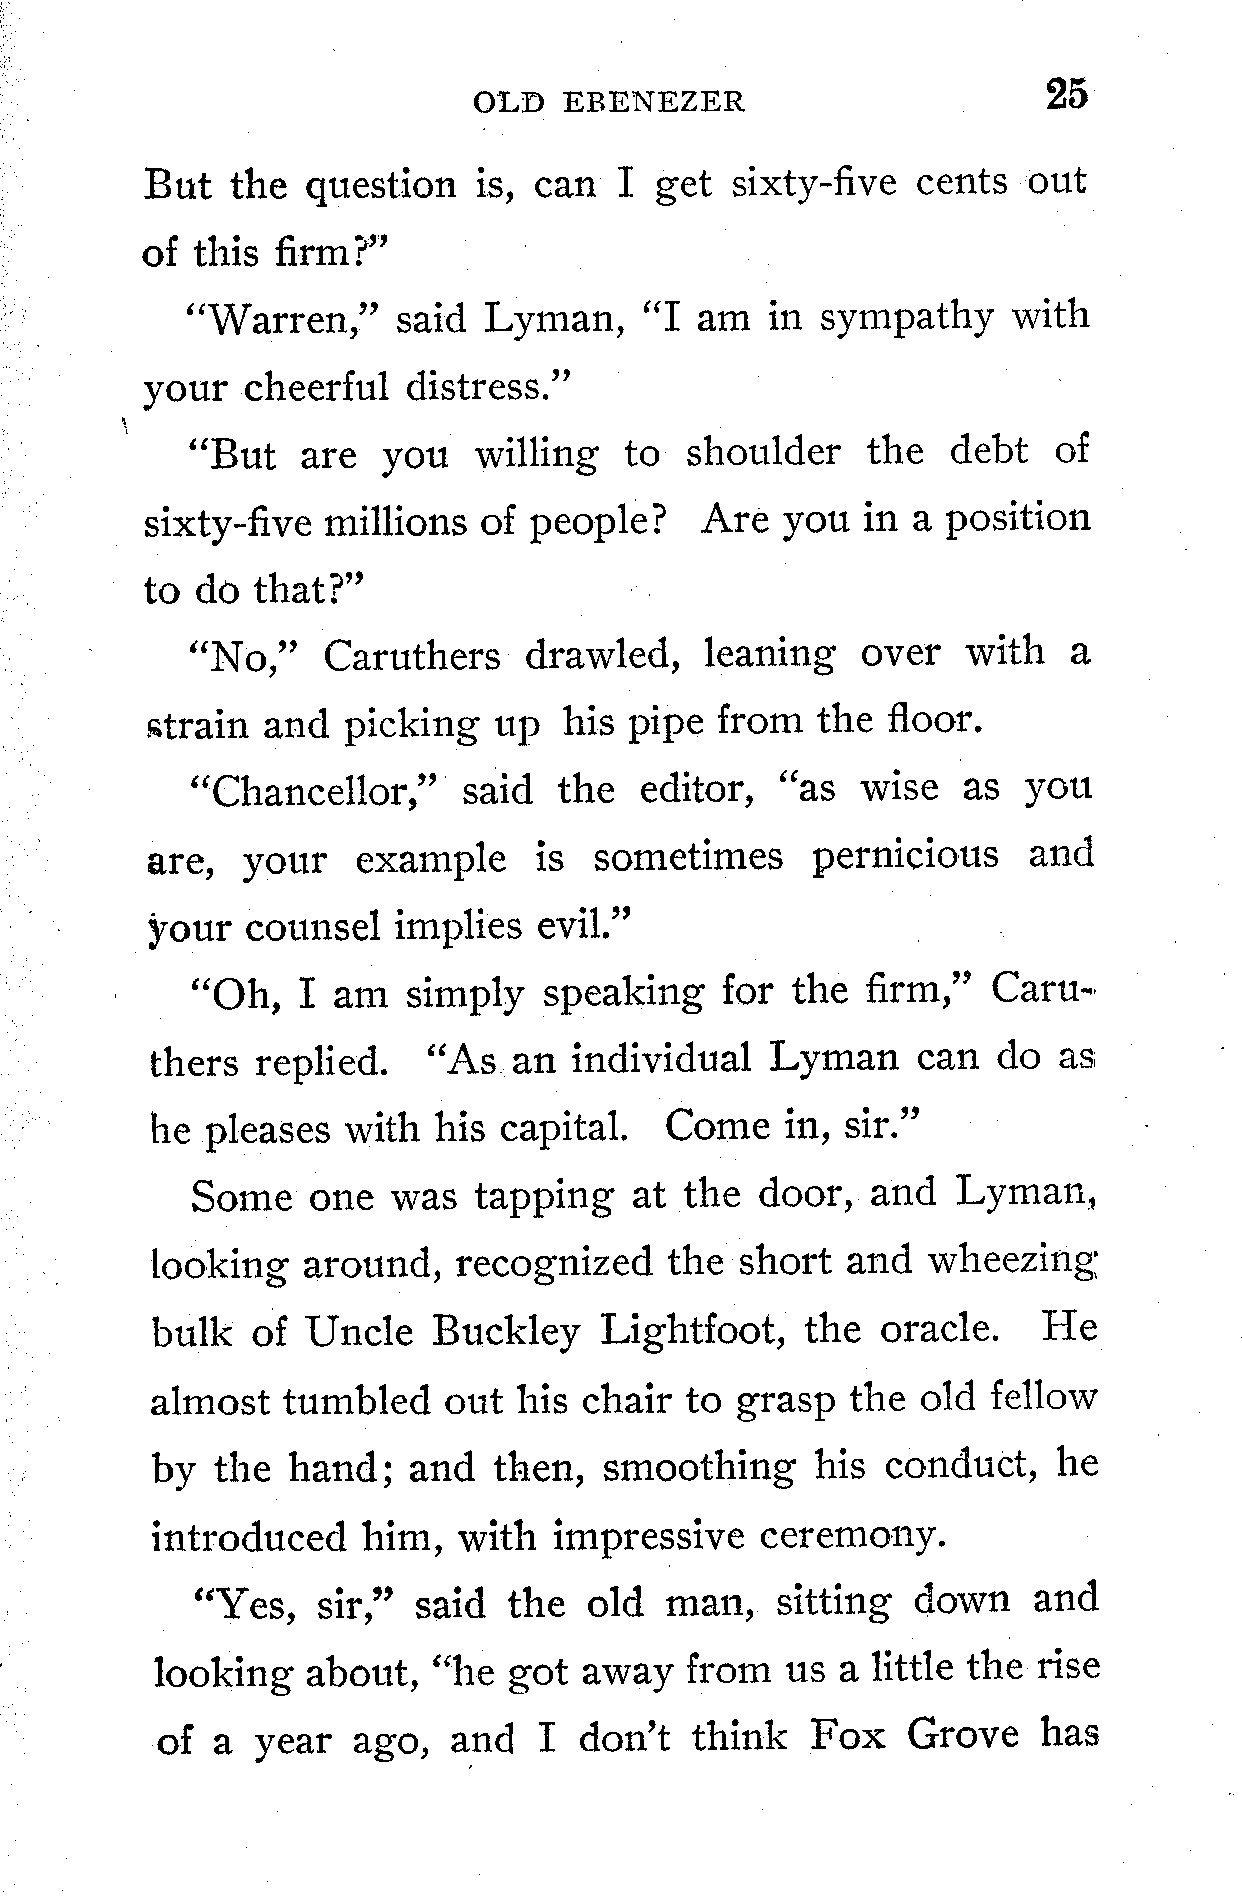 OLD EBENEZER 25
But the question is, can I get sixty-five cents out
of this firm?”
“Warren,” said Lyman, “I am in sympathy with
your cheerful distress.”
“But are you willing to shoulder the debt of
sixty-five millions of people? Are you in a position
to do that?”
“No,” Caruthers drawled, leaning over with a
strain and picking up his pipe from the floor.
“Chancellor,” said the editor, “as wise as you
are, your example is sometimes pernicious and
your counsel implies evil.”
“Oh, I am simply speaking for the firm,” Caru-
thers replied. “As an individual Lyman can do as
he pleases with his capital. Come in, sir.”
Some one was tapping at the door, and Lyman,
looking around, recognized the short and wheezing
bulk of Uncle Buckley Lightfoot, the oracle. He
almost tumbled out his chair to grasp the old fellow
by the hand; and then, smoothing his conduct, he
introduced him, with impressive ceremony.
“Yes, sir,” said the old man, sitting down and
looking about, “he got away from us a little the rise
of a year ago, and I don’t think Fox Grove has